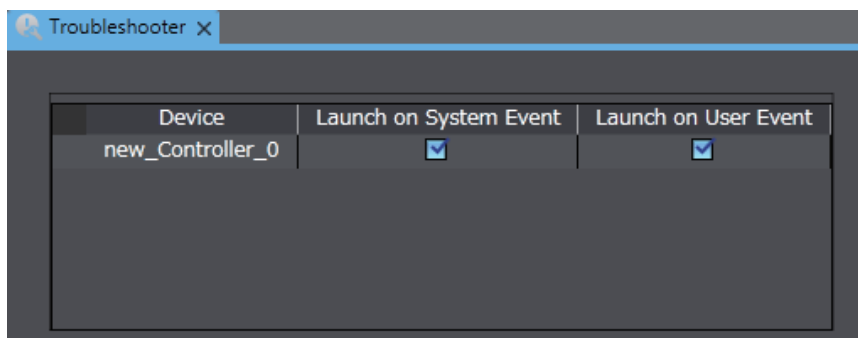 Troubleshooter
Device Launch on System Event Launch on User Event
new_Controller_0